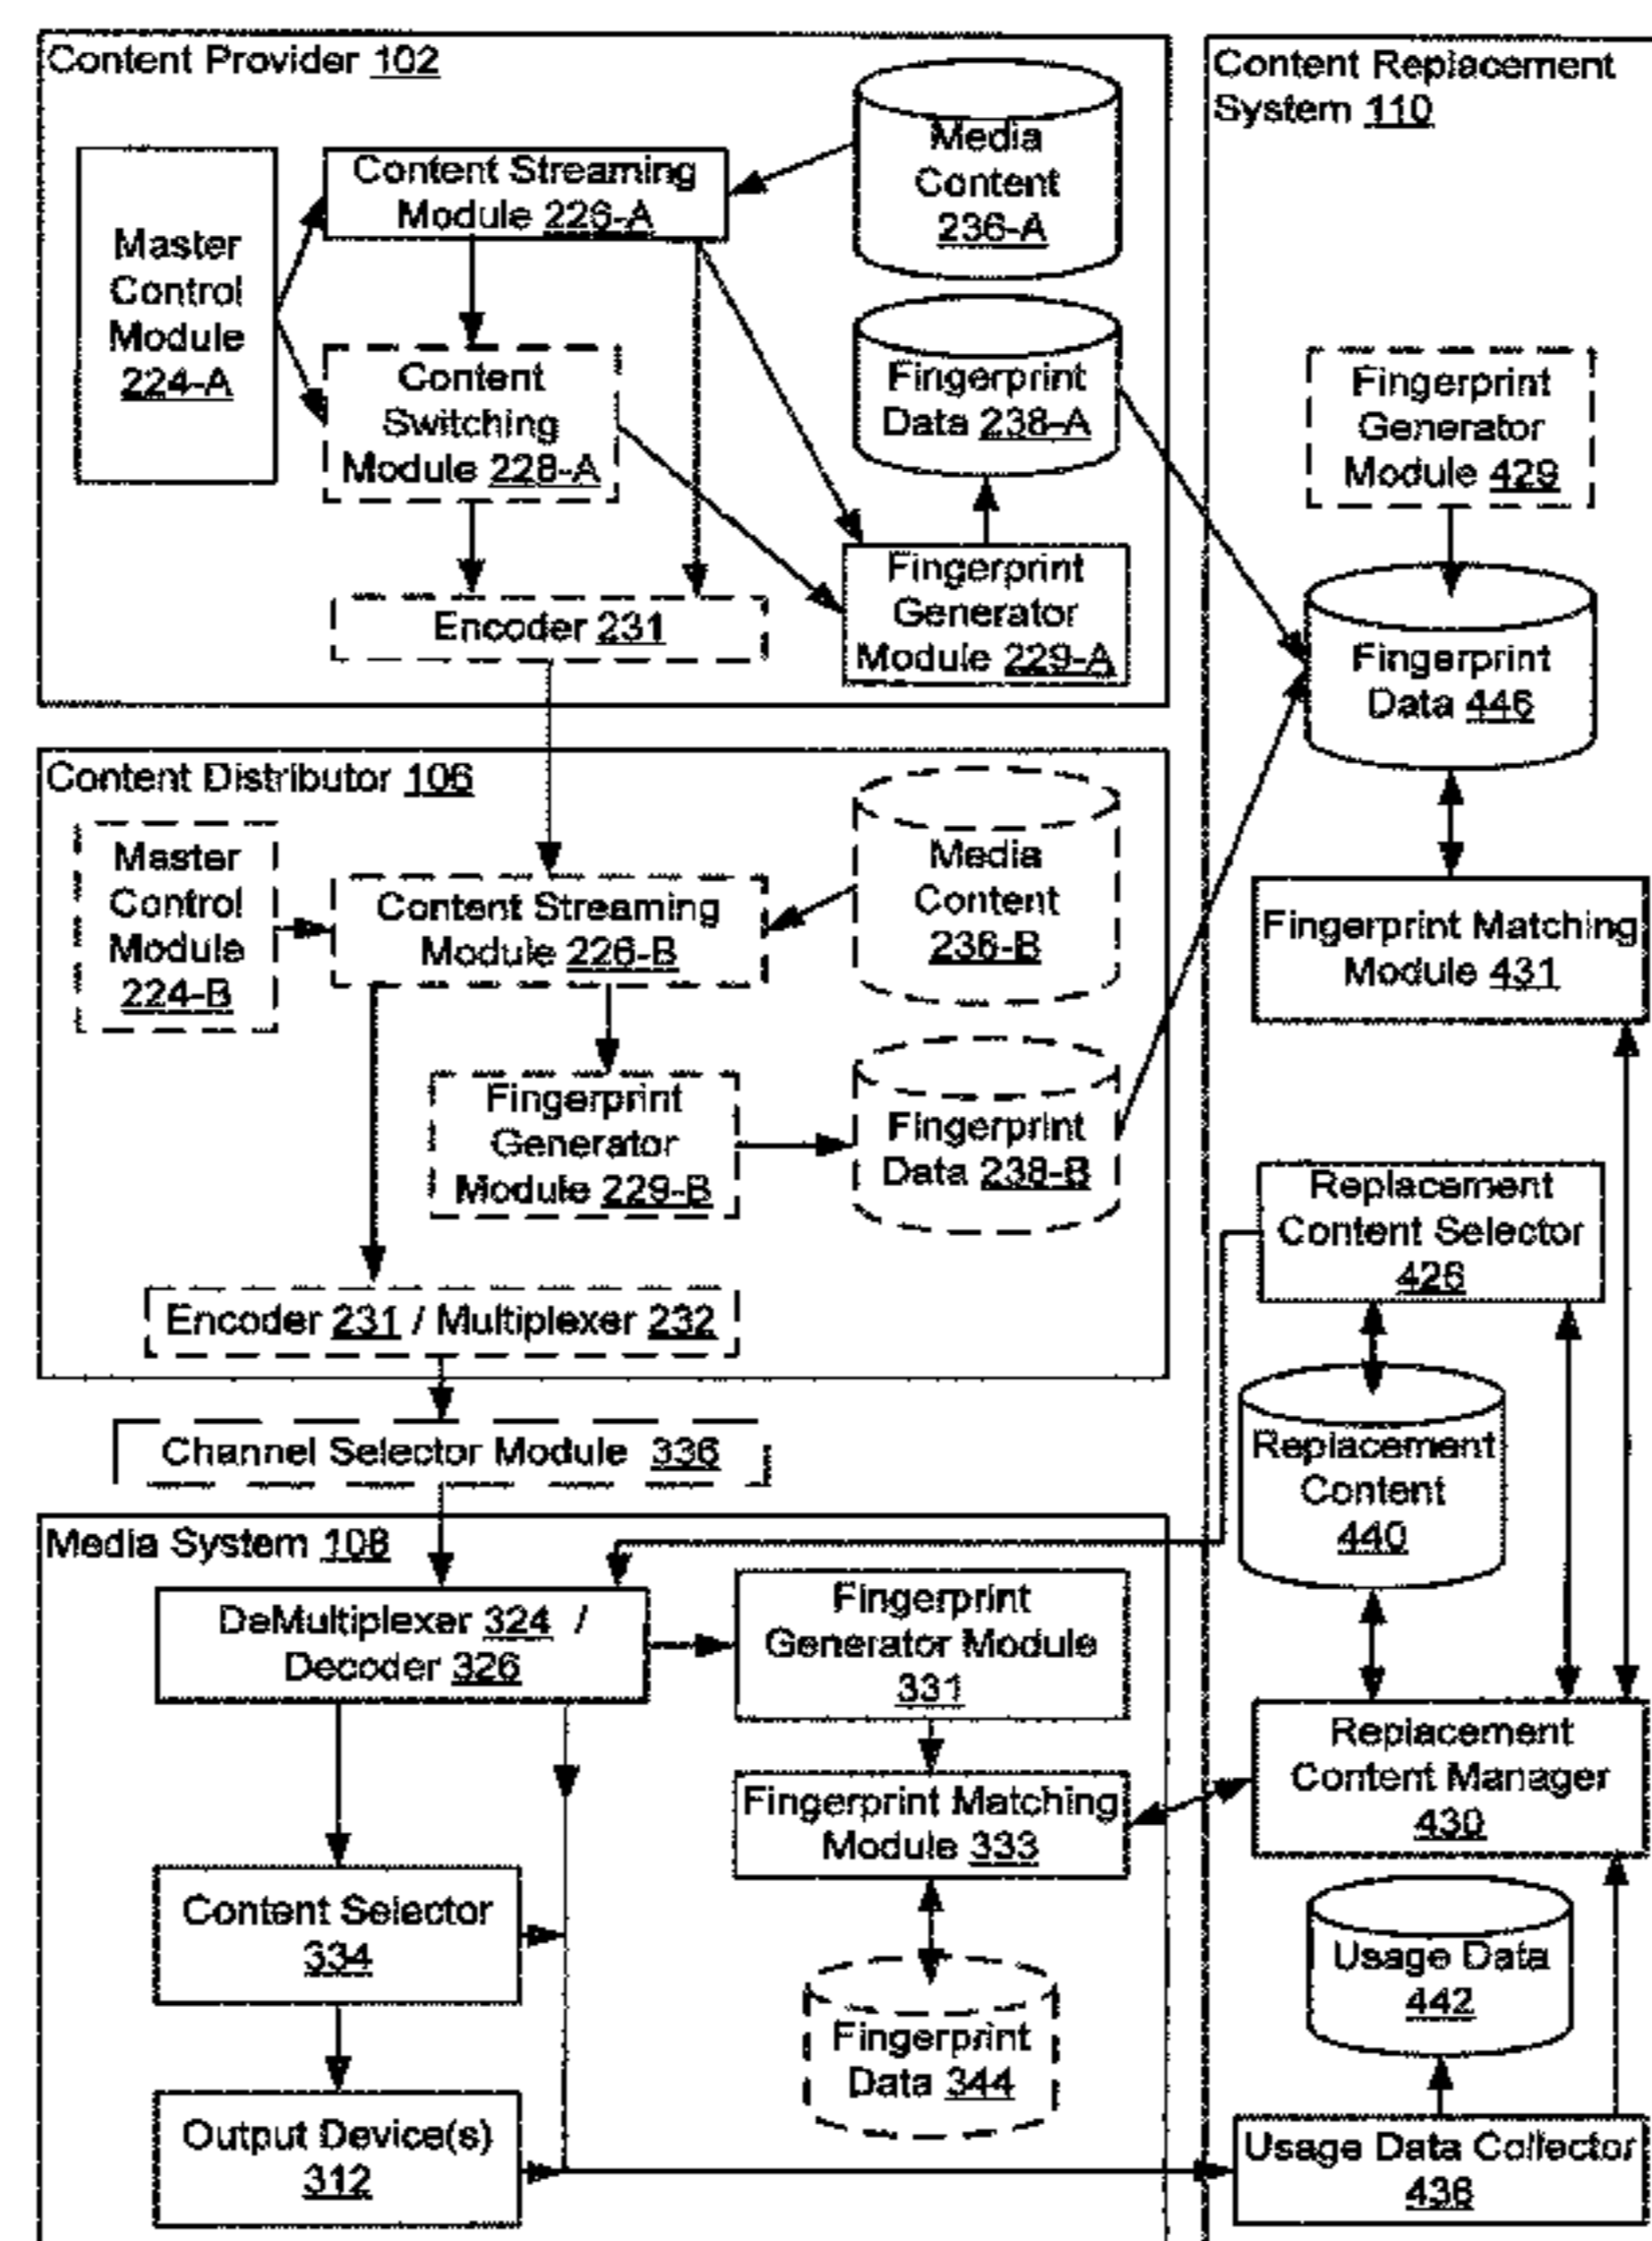 Content Provider 102
Master
Control
Module
224-A
Content Streaming
Module 226-A
Media
Content
236-A
Content
Switching
Module 228-A
Fingerprint
Data 238-A
Encoder 231
Fingerprint
Generator
Module 229-A
Content Distributor 106
Master
Control
Module
224-B
Content Streaming
Module 226-B
Media
Content
236-B
Fingerprint
Generator
Module 229-B
Fingerprint
Data 238-B
Encoder 231 / Multiplexer 232
Channel Selector Module 336
Media System 108
DeMultiplexer 324 /
Decoder 326
Fingerprint
Generator Module
331
Fingerprint Matching
Module 333
Content Selector
334
Fingerprint
Data 344
Output Device(s)
312
Content Replacement
System 110
Fingerprint
Generator
Module 429
Fingerprint
Data 446
Fingerprint Matching
Module 431
Replacement
Content Selector
426
Replacement
Content
440
Replacement
Content Manager
430
Usage Data
442
Usage Data Collector
436